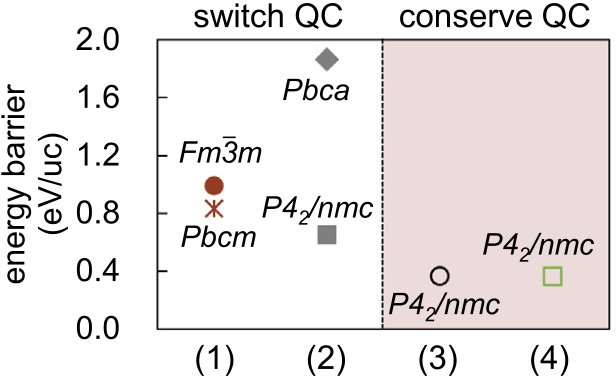 switch QC conserve QC
2.0
1.6
1.2
0.8
0.4
0.0
energy barrier
(eV/uc)
Pbca
Fm3̅m
P4₂/nmc
Pbcm
P4₂/nmc
P4₂/nmc
(1) (2) (3) (4)